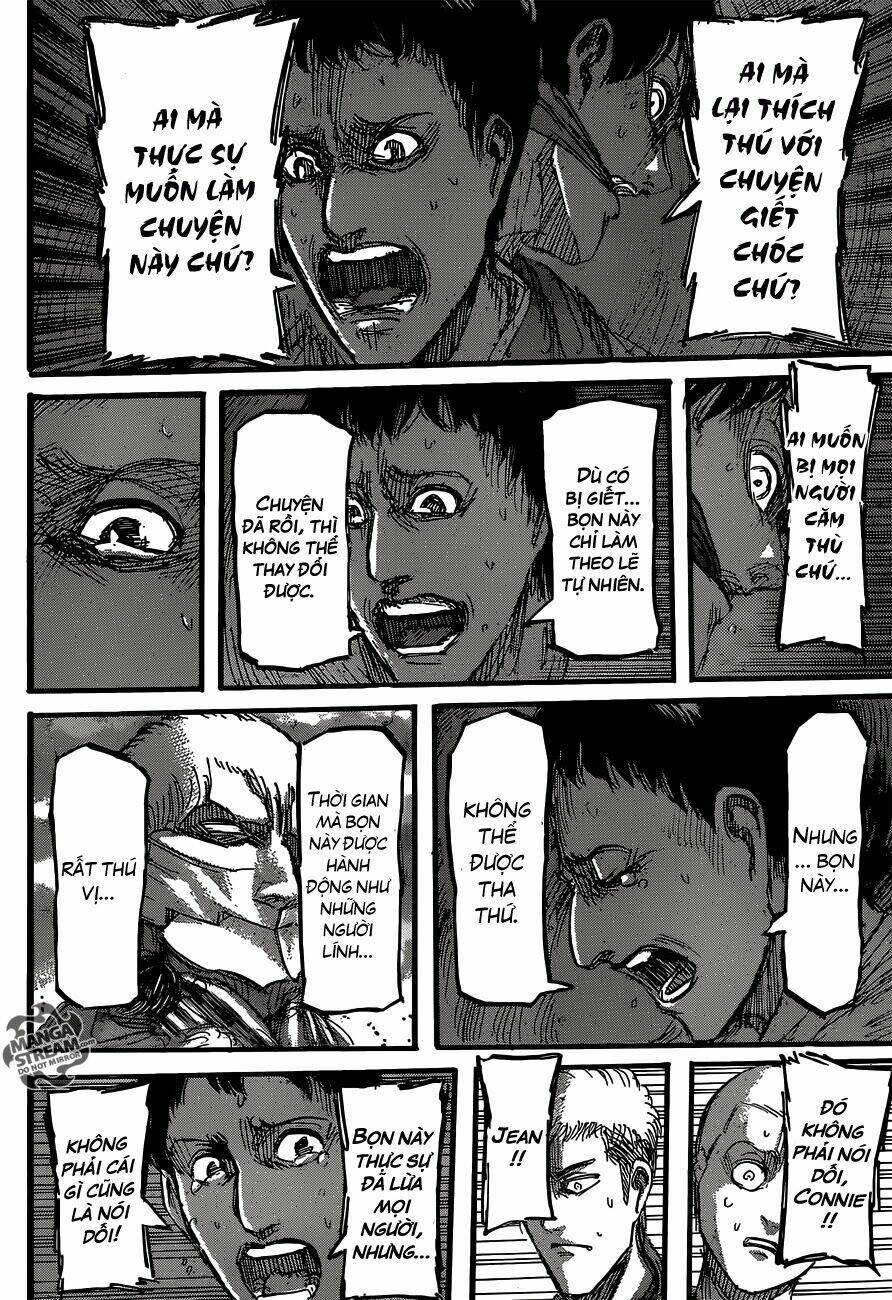 AI MÀ
LẠI THÍCH
THÚ VỚI
CHUYỆN
GIẾT
CHÓC
CHỨ?
AI MÀ
THỰC SỰ
MUỐN LÀM
CHUYỆN
NÀY CHỨ?
AI MUỐN
BỊ MỌI
NGƯỜI
CĂM
THÙ
CHỨ...
DÙ CÓ
BỊ GIẾT...
BỌN NÀY
CHỈ LÀM
THEO LẼ
TỰ NHIÊN.
CHUYỆN
ĐÃ RỒI, THÌ
KHÔNG THỂ
THAY ĐỔI
ĐƯỢC.
NHƯNG
... BỌN
NÀY...
KHÔNG
THỂ
ĐƯỢC
THA
THỨ.
THỜI GIAN
MÀ BỌN
NÀY ĐƯỢC
HÀNH
ĐỘNG NHƯ
NHỮNG
NGƯỜI
LÍNH...
RẤT THÚ
VỊ...
ĐÓ
KHÔNG
PHẢI NÓI
DỐI,
CONNIE
!!
JEAN
!!
BỌN NÀY
THỰC SỰ
ĐÃ LỪA
MỌI
NGƯỜI,
NHƯNG...
KHÔNG
PHẢI CÁI
GÌ CŨNG
LÀ NÓI
DỐI!
MANGA
STREAM.com
DO NOT MIRROR